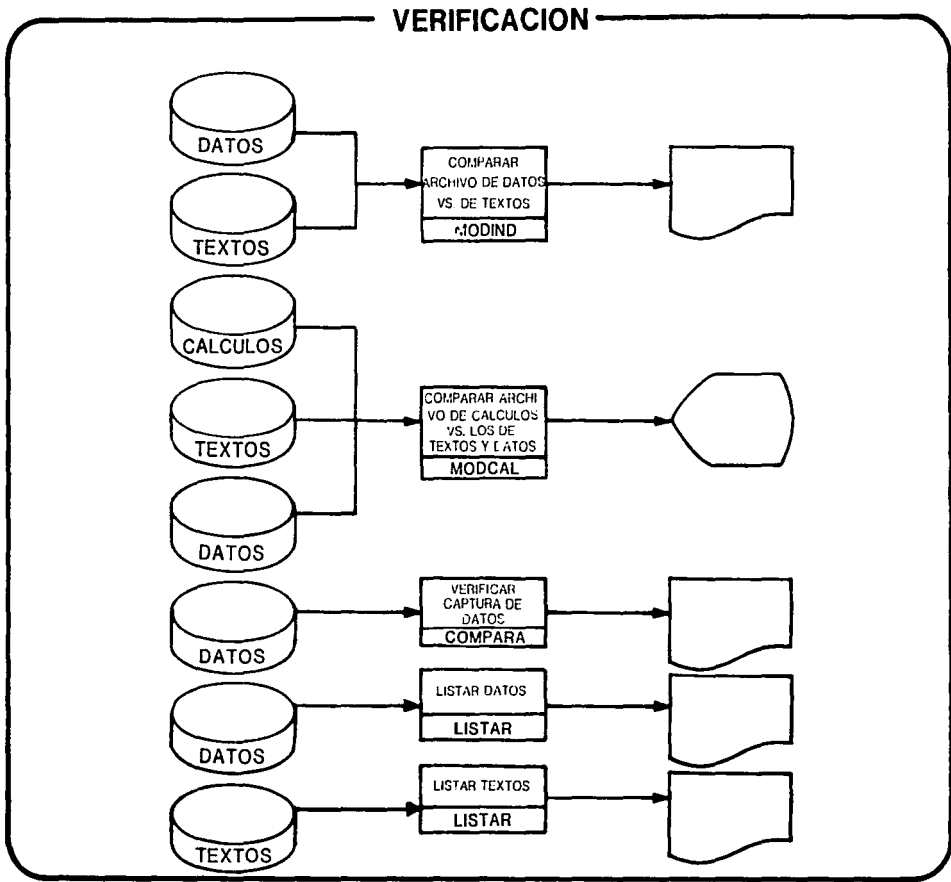 VERIFICACION
DATOS
TEXTOS
COMPARAR
ARCHIVO DE DATOS
VS. DE TEXTOS
MODIND
CALCULOS
TEXTOS
DATOS
COMPARAR ARCHI
VO DE CALCULOS
VS. LOS DE
TEXTOS Y DATOS
MODCAL
DATOS
VERIFICAR
CAPTURA DE
DATOS
COMPARA
DATOS
LISTAR DATOS
LISTAR
TEXTOS
LISTAR TEXTOS
LISTAR